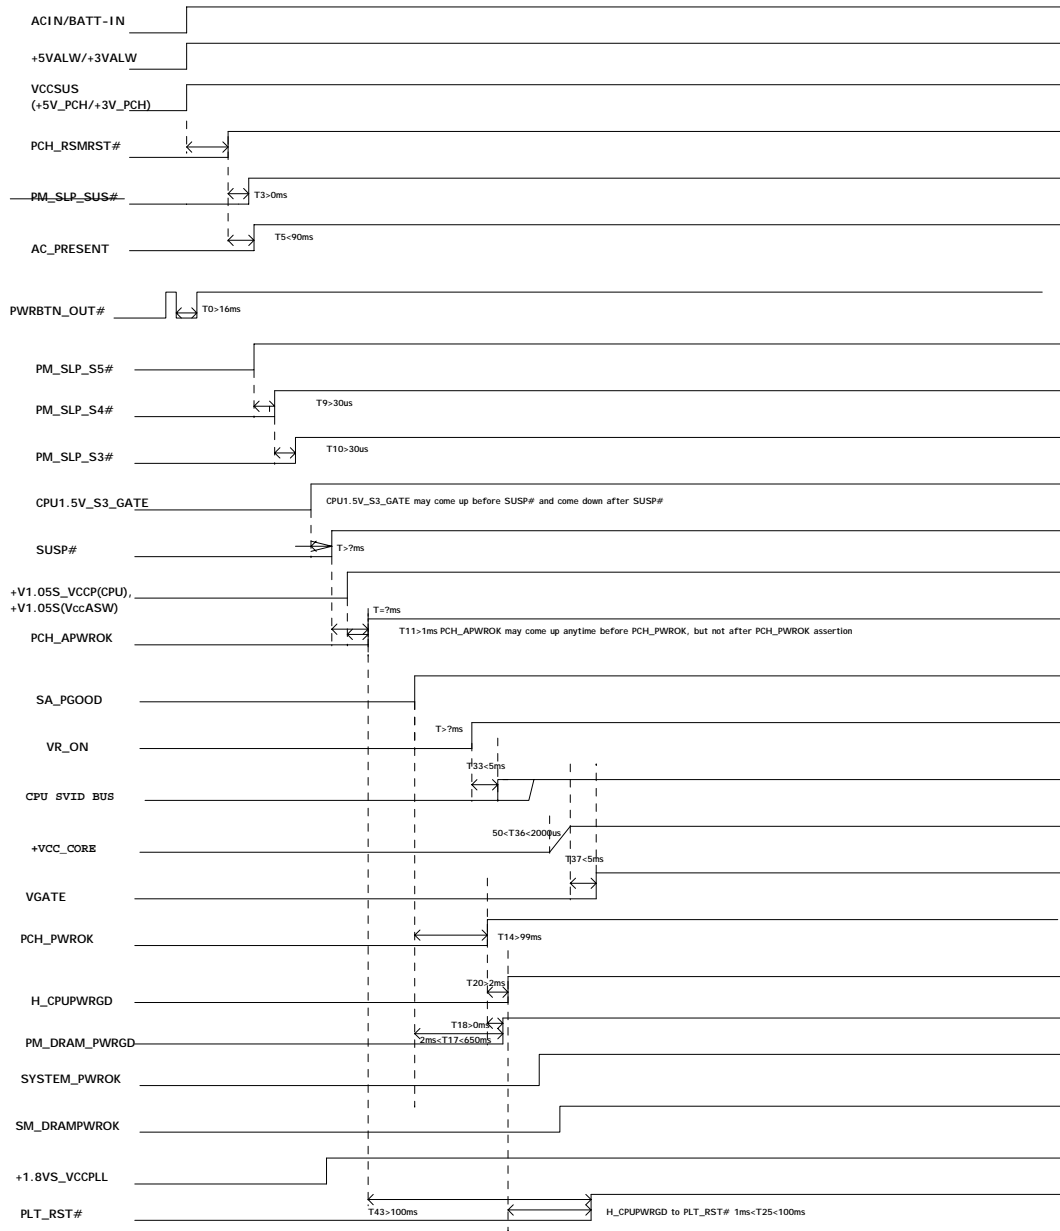 ACIN/BATT-IN
+5VALW/+3VALW
VCCSUS
(+5V_PCH/+3V_PCH)
PCH_RSMRST#
PM_SLP_SUS#
T3>0ms
T5<90ms
AC_PRESENT
PWRBTN_OUT#
T0>16ms
PM_SLP_S5#
PM_SLP_S4#
T9>30us
PM_SLP_S3#
T10>30us
CPU1.5V_S3_GATE
CPU1.5V_S3_GATE may come up before SUSP# and come down after SUSP#
SUSP#
T>?ms
+V1.05S_VCCP(CPU),
+V1.05S(VccASW)
T=?ms
PCH_APWROK
T11>1ms PCH_APWROK may come up anytime before PCH_PWROK, but not after PCH_PWROK assertion
SA_PGOOD
T>?ms
VR_ON
T33<5ms
CPU SVID BUS
50<T36<2000us
+VCC_CORE
T37<5ms
VGATE
PCH_PWROK
T14>99ms
T20>2ms
H_CPUPWRGD
T18>0ms
PM_DRAM_PWRGD
2ms<T17<650ms
SYSTEM_PWROK
SM_DRAMPWROK
+1.8VS_VCCPLL
PLT_RST#
T43>100ms
H_CPUPWRGD to PLT_RST# 1ms<T25<100ms